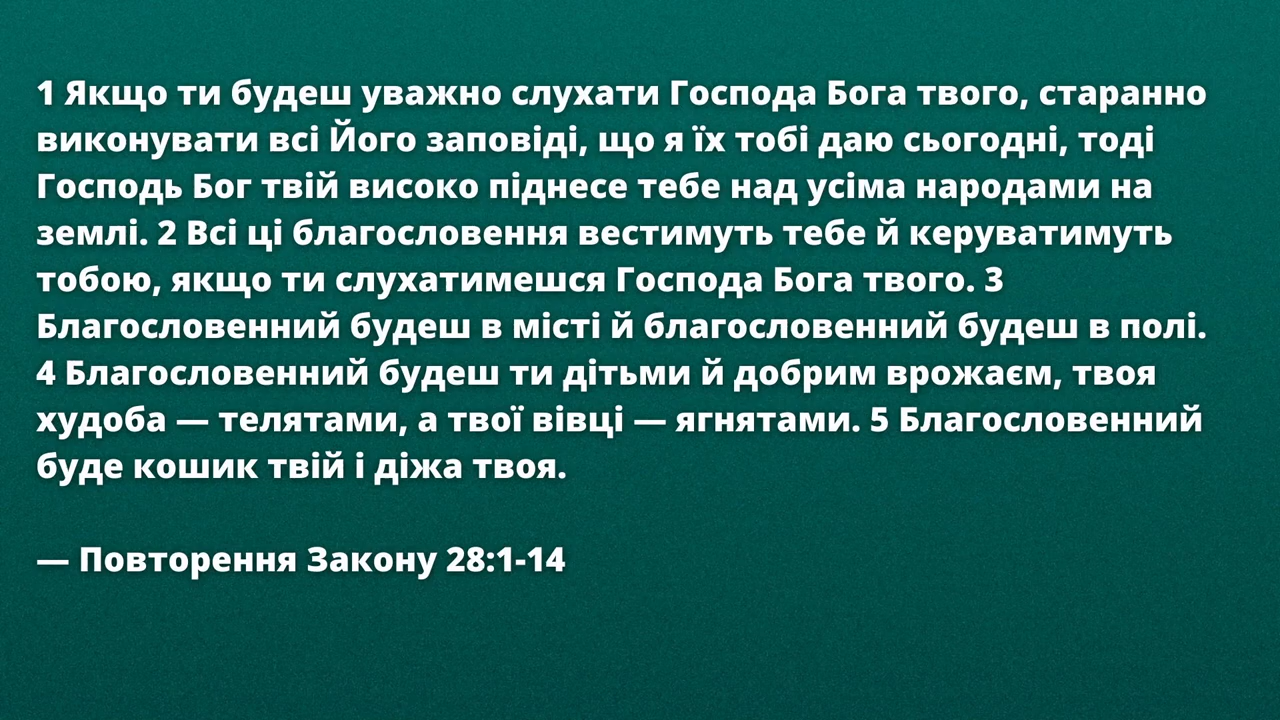 1 Якщо ти будеш уважно слухати Господа Бога твого, старанно
виконувати всі Його заповіді, що я їх тобі даю сьогодні, тоді
Господь Бог твій високо піднесе тебе над усіма народами на
землі. 2 Всі ці благословення вестимуть тебе й керуватимуть
тобою, якщо ти слухатимешся Господа Бога твого. 3
Благословенний будеш в місті й благословенний будеш в полі.
4 Благословенний будеш ти дітьми й добрим врожаєм, твоя
худоба — телятами, а твої вівці — ягнятами. 5 Благословенний
буде кошик твій і діжа твоя.
— Повторення Закону 28:1-14